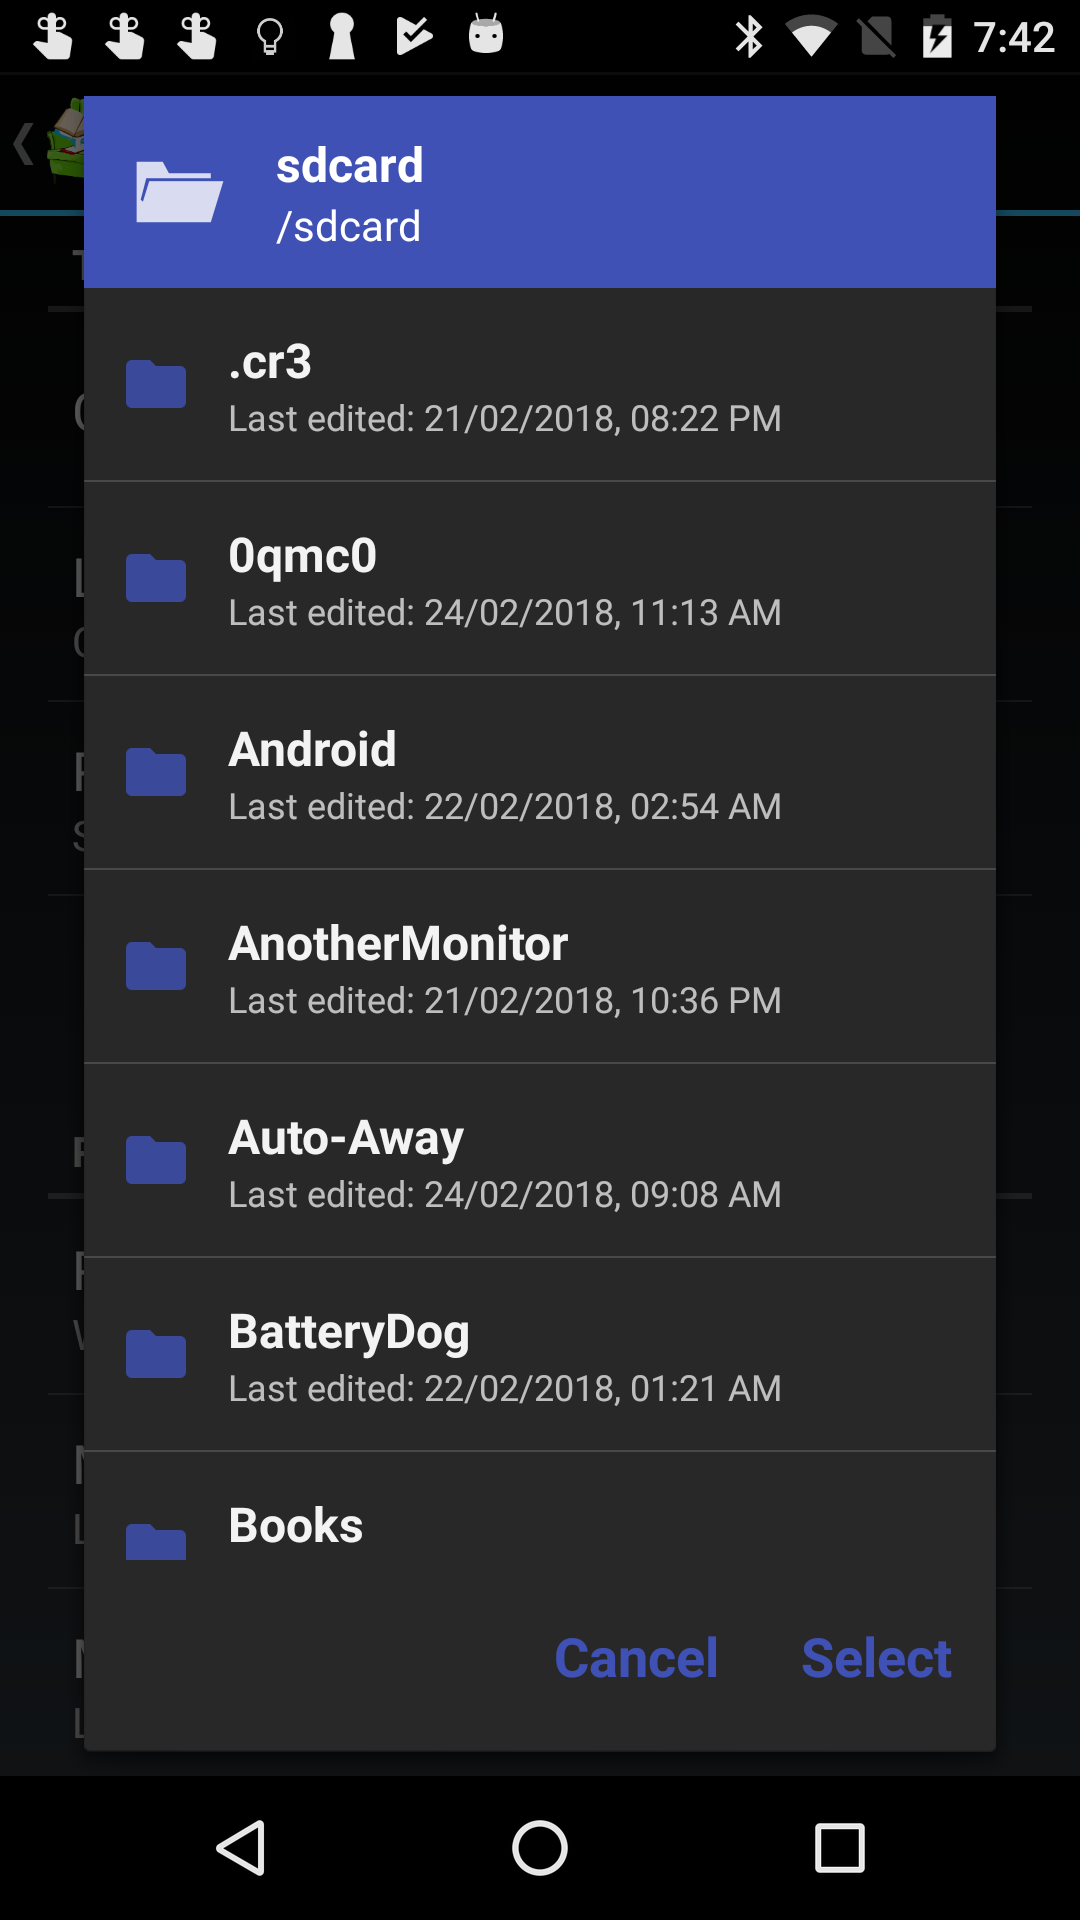 7:42
sdcard
/sdcard
.cr3
Last edited: 21/02/2018, 08:22 PM
0qmc0
Last edited: 24/02/2018, 11:13 AM
Android
Last edited: 22/02/2018, 02:54 AM
AnotherMonitor
Last edited: 21/02/2018, 10:36 PM
Auto-Away
Last edited: 24/02/2018, 09:08 AM
BatteryDog
Last edited: 22/02/2018, 01:21 AM
Books
Cancel
Select